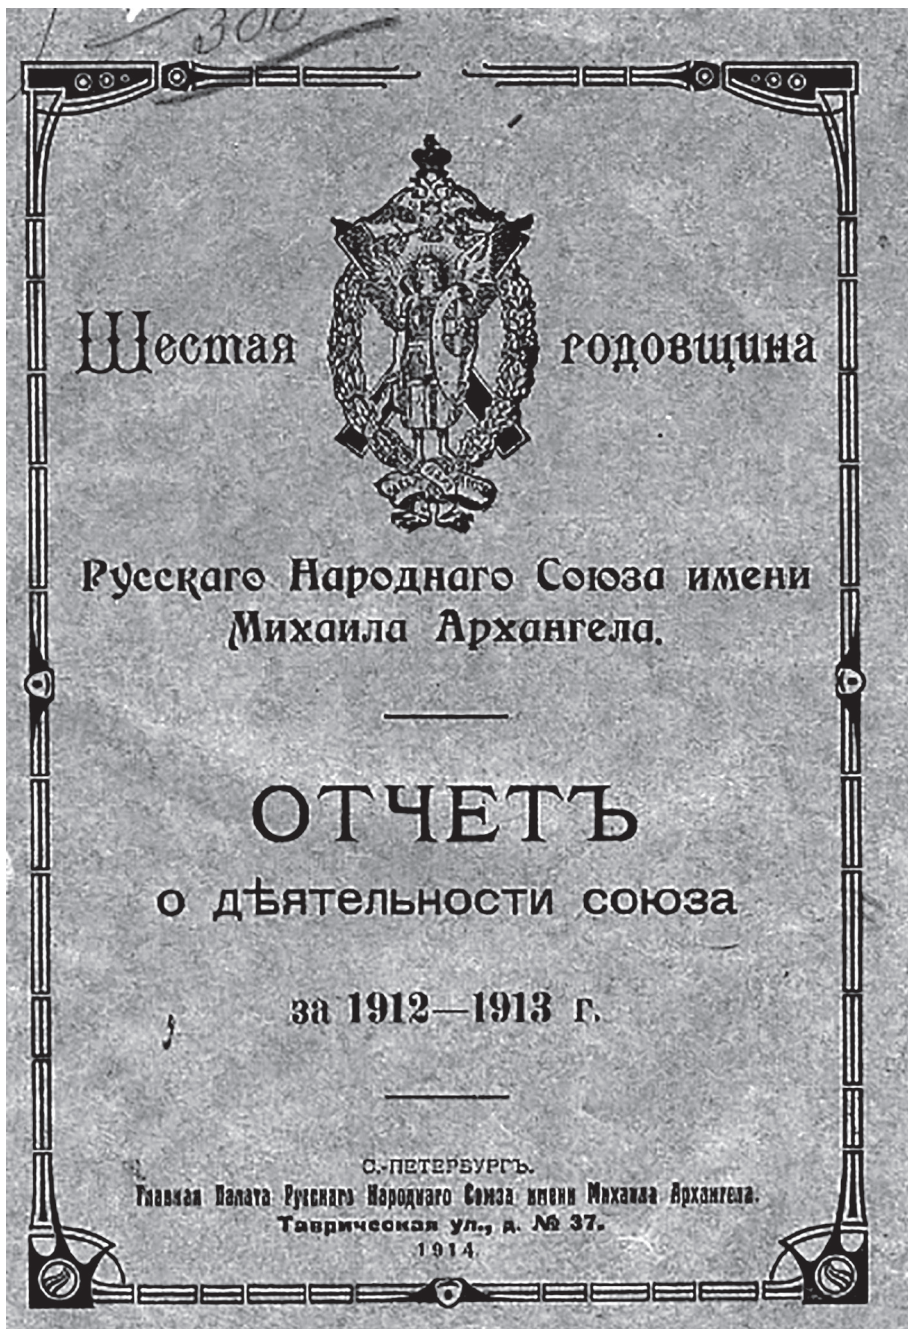 300
Шестая годовщина
Русскаго Народнаго Союза имени
Михаила Архангела.
ОТЧЕТЪ
о дѣятельности союза
за 1912—1913 г.
С.-ПЕТЕРБУРГЪ.
Главная Палата Русскаго Народнаго Союза имени Михаила Архангела.
Таврическая ул., д. № 37.
1914.